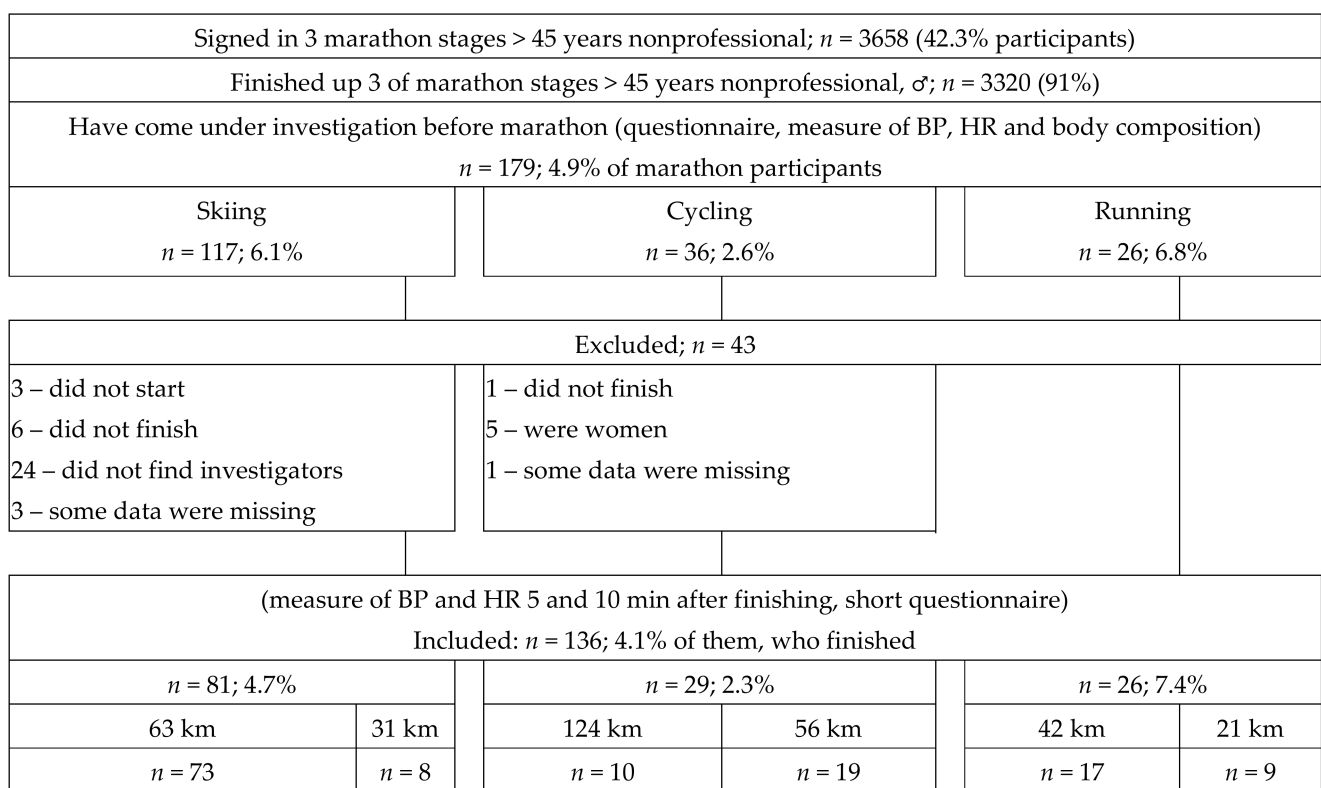 Signed in 3 marathon stages > 45 years nonprofessional; n = 3658 (42.3% participants)
Finished up 3 of marathon stages > 45 years nonprofessional, ♂; n = 3320 (91%)
Have come under investigation before marathon (questionnaire, measure of BP, HR and body composition)
n = 179; 4.9% of marathon participants
Skiing
n = 117; 6.1%
Cycling
n = 36; 2.6%
Running
n = 26; 6.8%
Excluded; n = 43
3 – did not start
6 – did not finish
24 – did not find investigators
3 – some data were missing
1 – did not finish
5 – were women
1 – some data were missing
(measure of BP and HR 5 and 10 min after finishing, short questionnaire)
Included: n = 136; 4.1% of them, who finished
n = 81; 4.7%
n = 29; 2.3%
n = 26; 7.4%
63 km
31 km
124 km
56 km
42 km
21 km
n = 73
n = 8
n = 10
n = 19
n = 17
n = 9